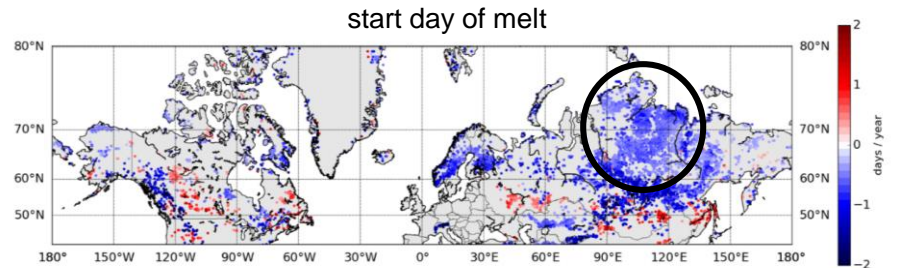 start day of melt
80°N
70°N
60°N
50°N
80°N
70°N
60°N
50°N
180°
150°W
120°W
90°W
60°W
30°W
0°
30°E
60°E
90°E
120°E
150°E
180°
2
1
0
−1
−2
days / year